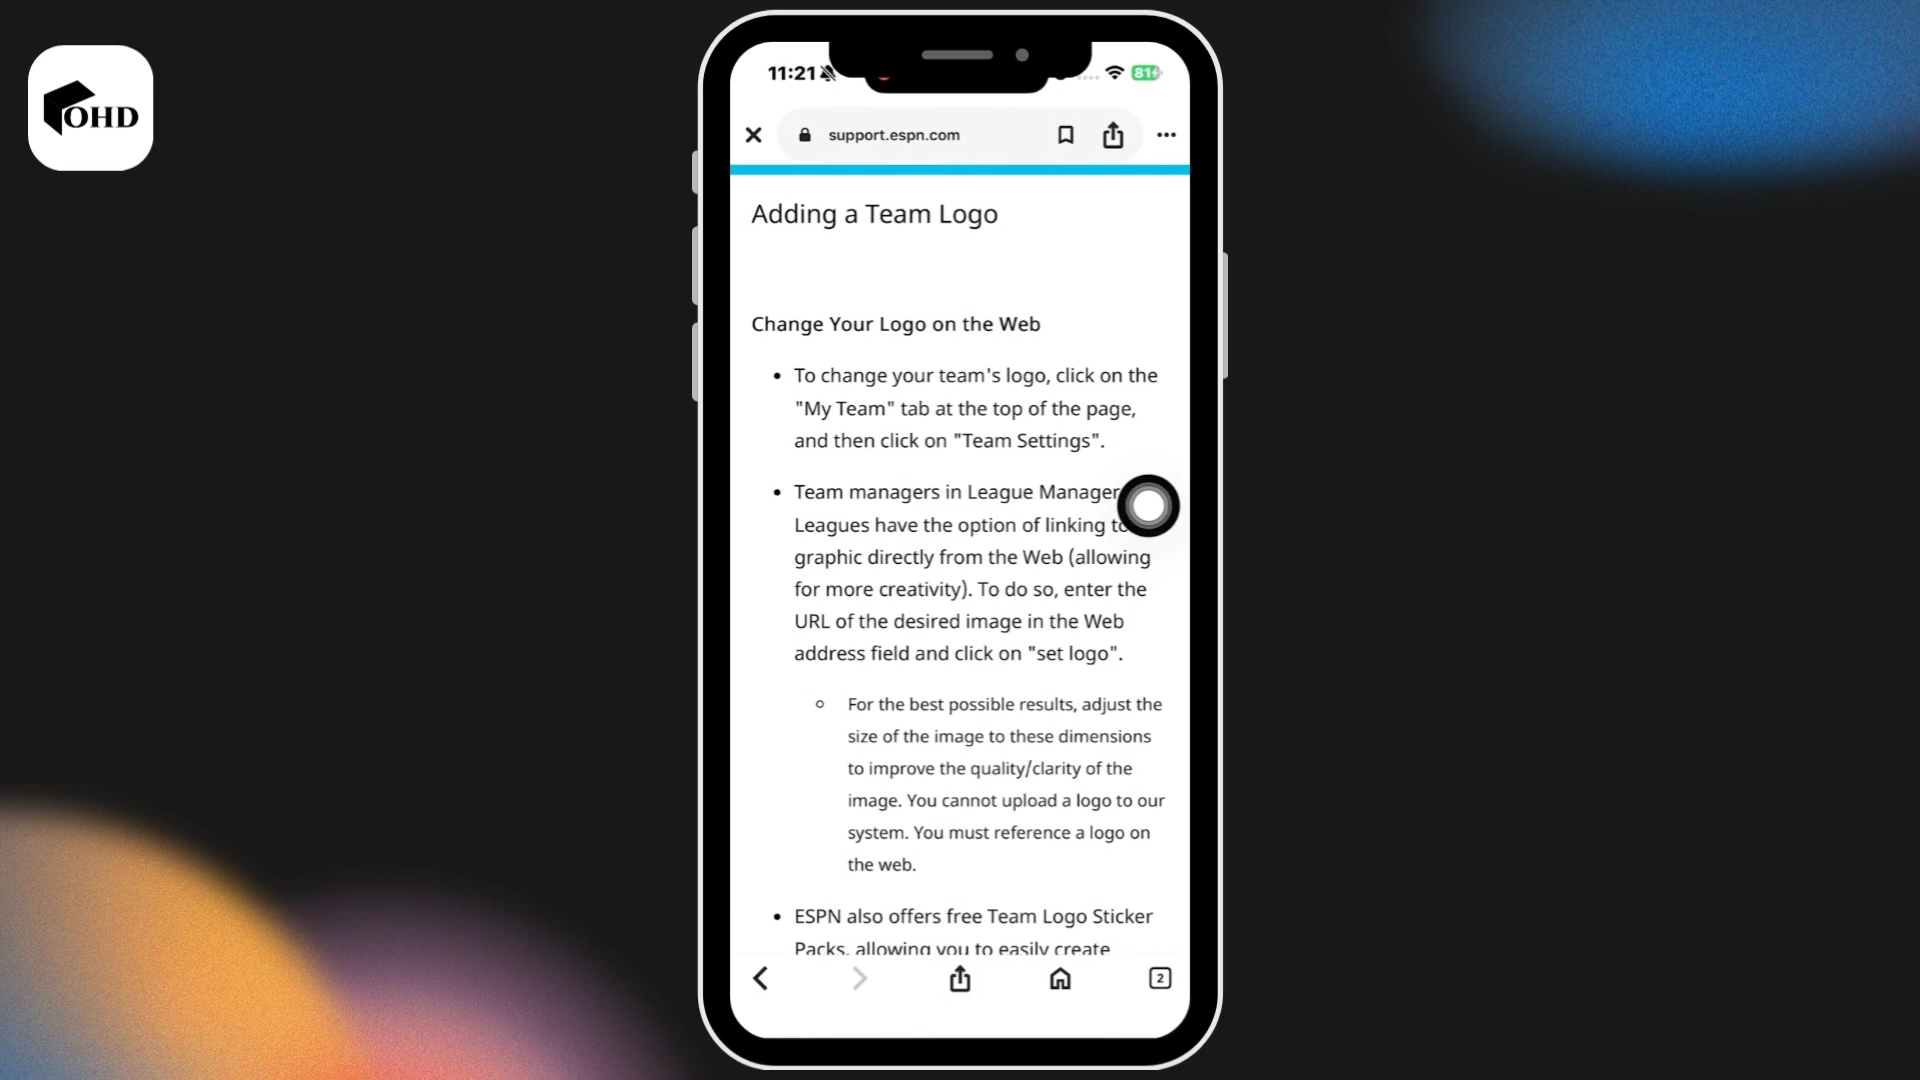 OHD
11:21
81
support.espn.com
Adding a Team Logo
Change Your Logo on the Web
• To change your team's logo, click on the
"My Team" tab at the top of the page,
and then click on "Team Settings".
• Team managers in League Manager
Leagues have the option of linking to
graphic directly from the Web (allowing
for more creativity). To do so, enter the
URL of the desired image in the Web
address field and click on "set logo".
○ For the best possible results, adjust the
size of the image to these dimensions
to improve the quality/clarity of the
image. You cannot upload a logo to our
system. You must reference a logo on
the web.
• ESPN also offers free Team Logo Sticker
Packs, allowing you to easily create
2